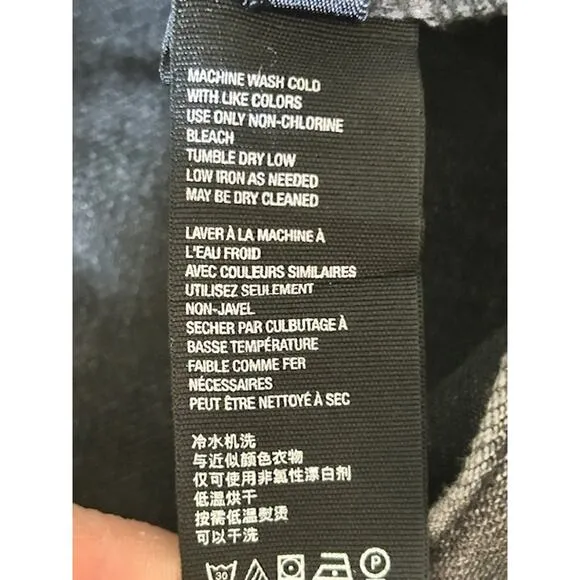 MACHINE WASH COLD
WITH LIKE COLORS
USE ONLY NON-CHLORINE
BLEACH
TUMBLE DRY LOW
LOW IRON AS NEEDED
MAY BE DRY CLEANED
LAVER À LA MACHINE À
L'EAU FROID
AVEC COULEURS SIMILAIRES
UTILISEZ SEULEMENT
NON-JAVEL
SECHER PAR CULBUTAGE À
BASSE TEMPÉRATURE
FAIBLE COMME FER
NÉCESSAIRES
PEUT ÊTRE NETTOYÉ À SEC
冷水机洗
与近似颜色衣物
仅可使用非氯性漂白剂
低温烘干
按需低温熨烫
可以干洗
30 P